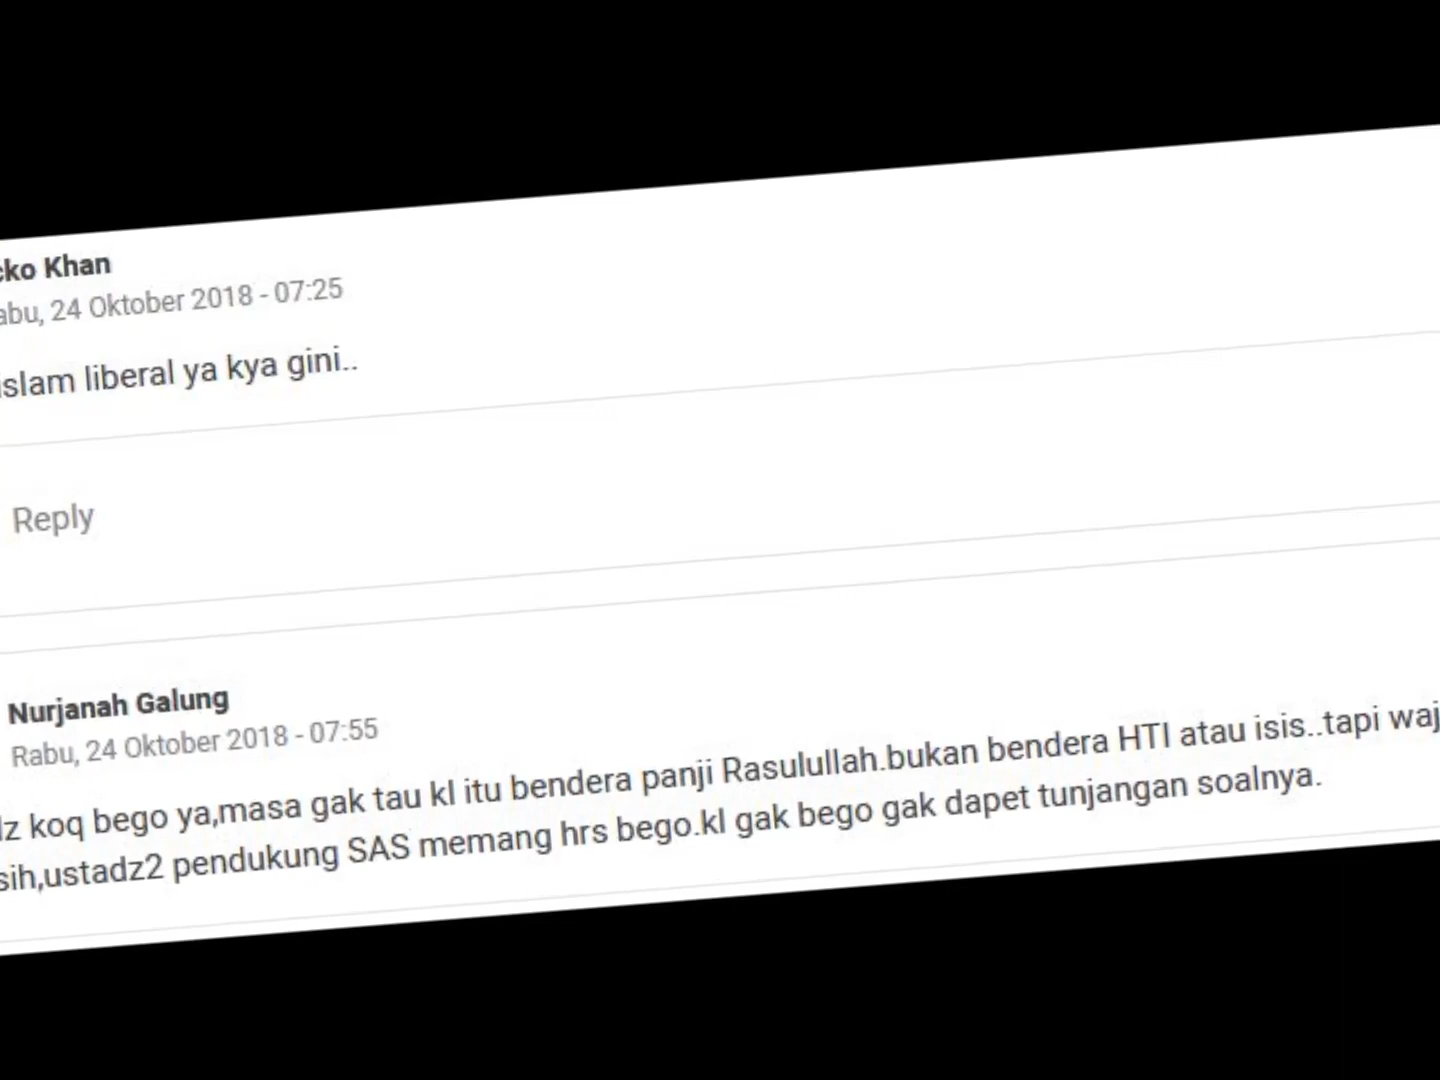 cko Khan
abu, 24 Oktober 2018 - 07:25
islam liberal ya kya gini..
Reply
Nurjanah Galung
Rabu, 24 Oktober 2018 - 07:55
dz koq bego ya,masa gak tau kl itu bendera panji Rasulullah.bukan bendera HTI atau isis..tapi waj
sih,ustadz2 pendukung SAS memang hrs bego.kl gak bego gak dapet tunjangan soalnya.